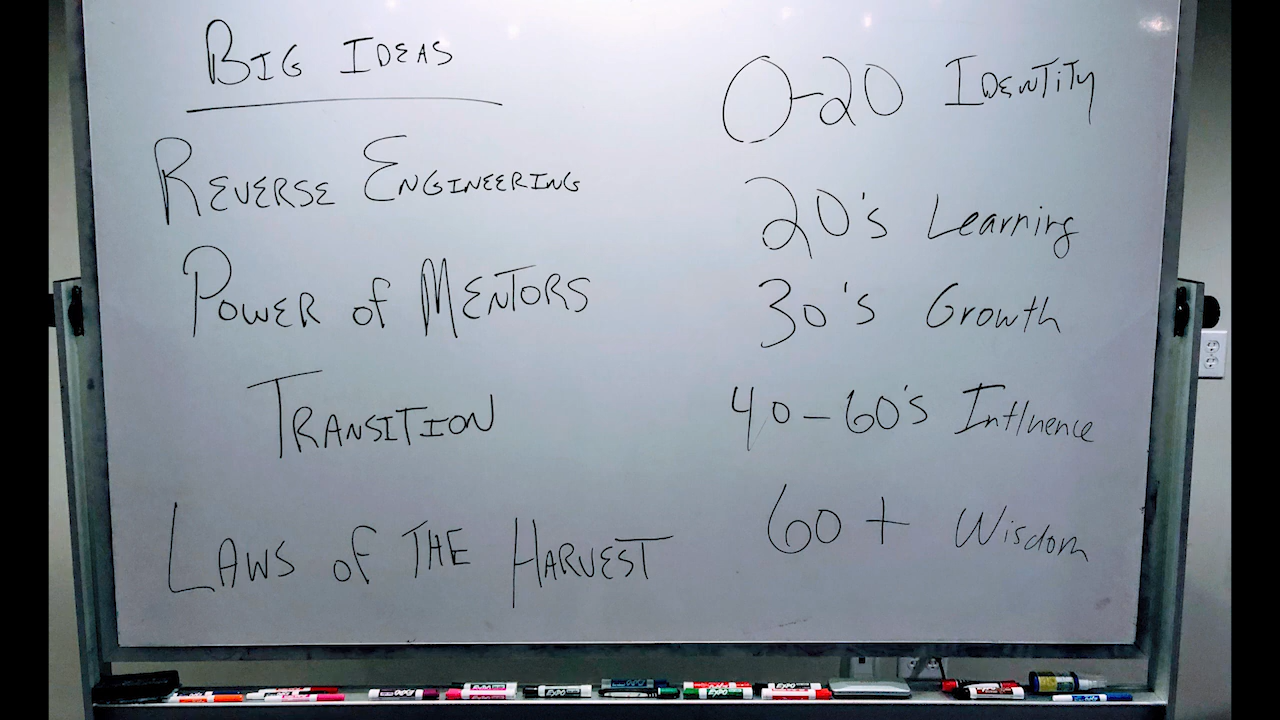 BIG IDEAS
REVERSE ENGINEERING
POWER of MENTORS
TRANSITION
LAWS of THE HARVEST
0-20 IDENTITY
20's Learning
30's Growth
40-60's Influence
60+ Wisdom